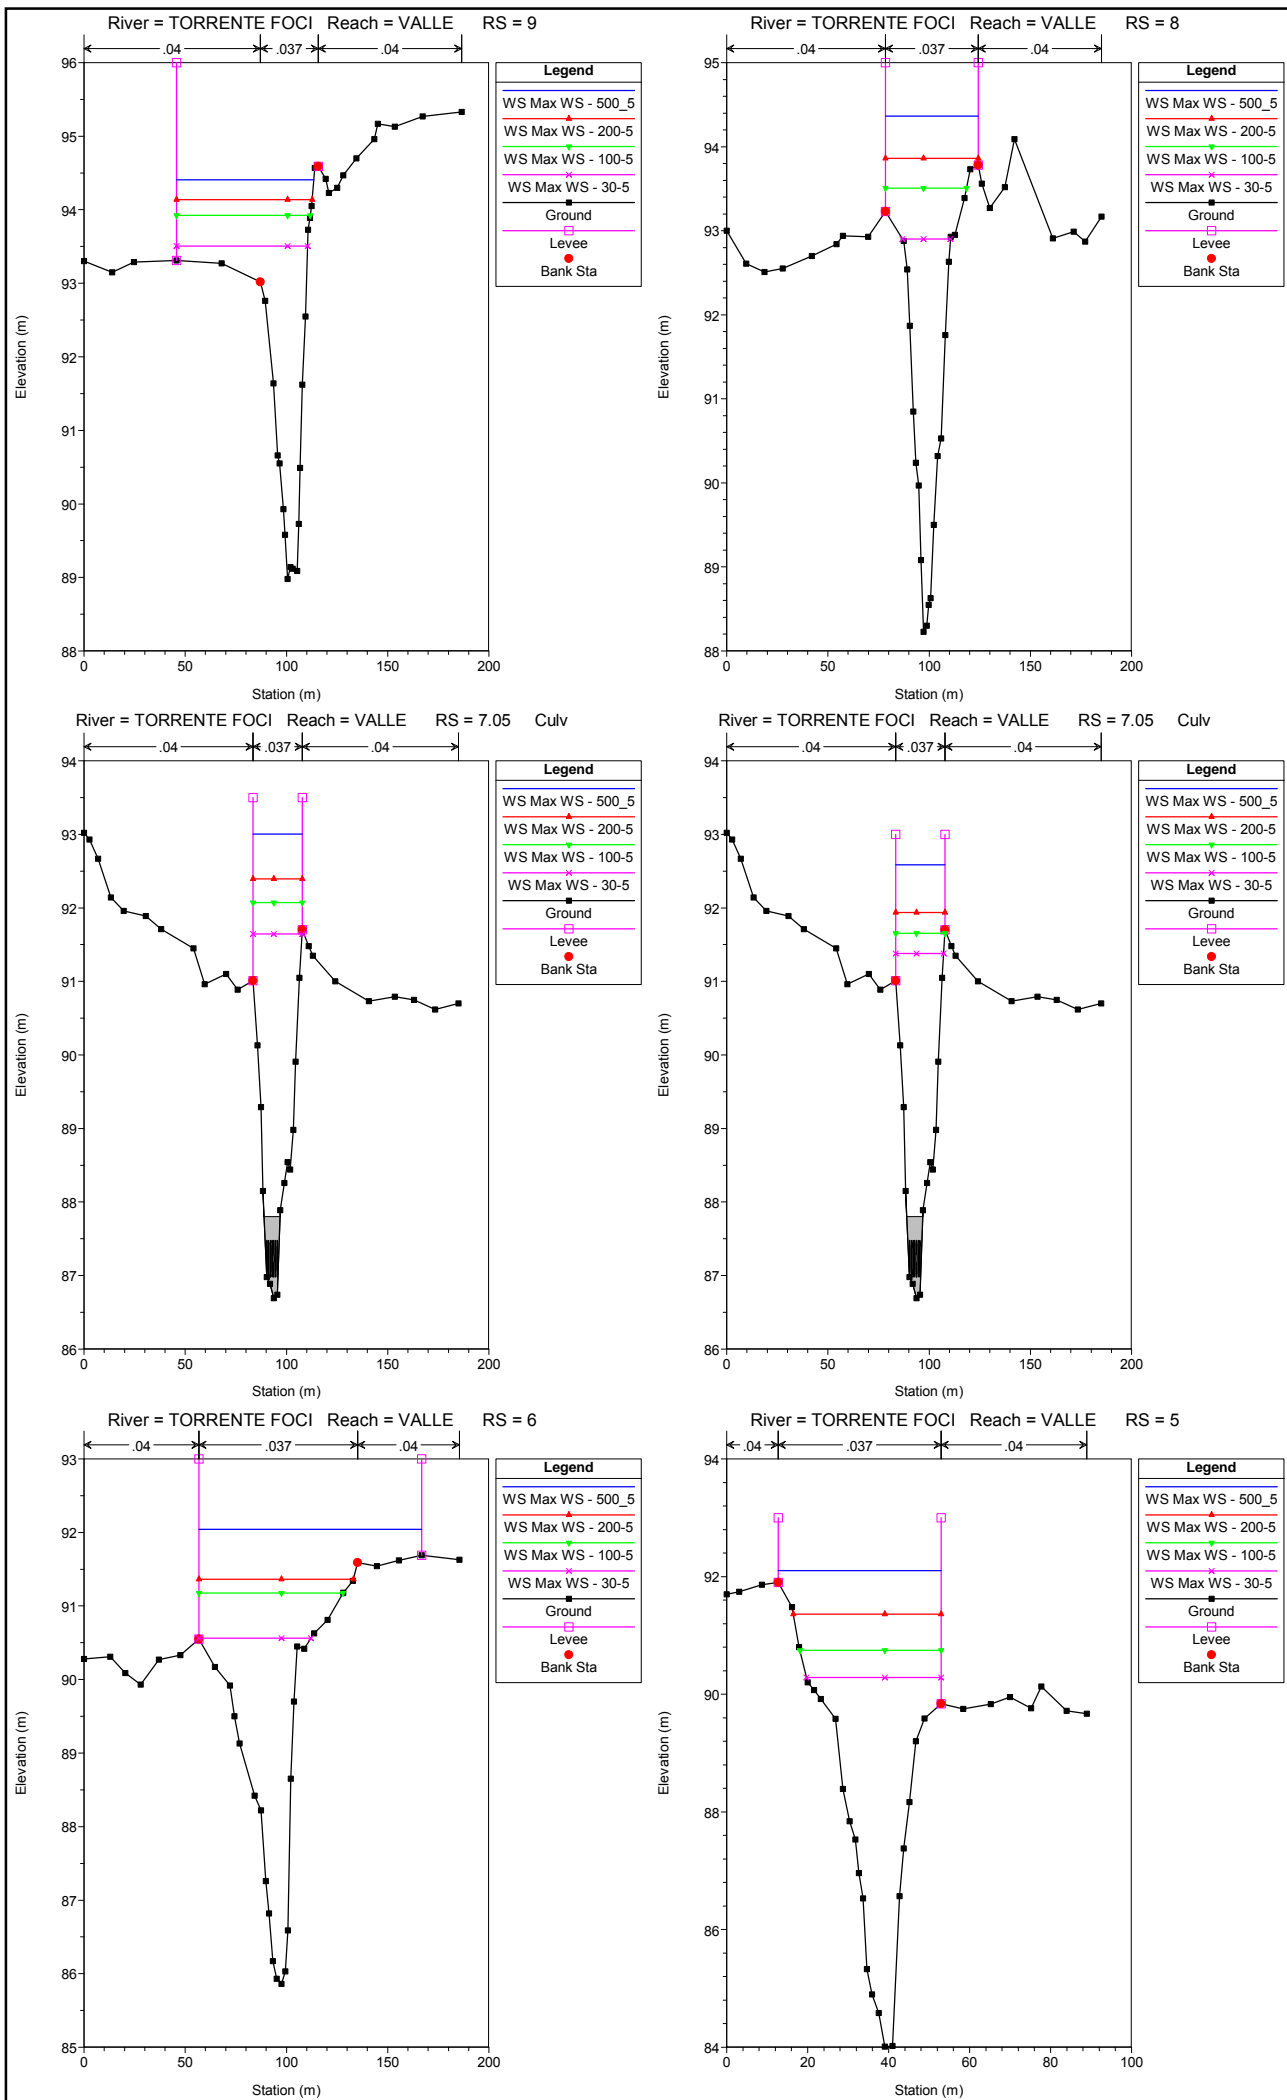 River = TORRENTE FOCI Reach = VALLE RS = 9
.04 .037 .04
96
95
94
93
92
91
90
89
88
Elevation (m)
0 50 100 150 200
Station (m)
Legend
WS Max WS - 500_5
WS Max WS - 200-5
WS Max WS - 100-5
WS Max WS - 30-5
Ground
Levee
Bank Sta
River = TORRENTE FOCI Reach = VALLE RS = 8
.04 .037 .04
95
94
93
92
91
90
89
88
Elevation (m)
0 50 100 150 200
Station (m)
Legend
WS Max WS - 500_5
WS Max WS - 200-5
WS Max WS - 100-5
WS Max WS - 30-5
Ground
Levee
Bank Sta
River = TORRENTE FOCI Reach = VALLE RS = 7.05 Culv
.04 .037 .04
94
93
92
91
90
89
88
87
86
Elevation (m)
0 50 100 150 200
Station (m)
Legend
WS Max WS - 500_5
WS Max WS - 200-5
WS Max WS - 100-5
WS Max WS - 30-5
Ground
Levee
Bank Sta
River = TORRENTE FOCI Reach = VALLE RS = 7.05 Culv
.04 .037 .04
94
93
92
91
90
89
88
87
86
Elevation (m)
0 50 100 150 200
Station (m)
Legend
WS Max WS - 500_5
WS Max WS - 200-5
WS Max WS - 100-5
WS Max WS - 30-5
Ground
Levee
Bank Sta
River = TORRENTE FOCI Reach = VALLE RS = 6
.04 .037 .04
93
92
91
90
89
88
87
86
85
Elevation (m)
0 50 100 150 200
Station (m)
Legend
WS Max WS - 500_5
WS Max WS - 200-5
WS Max WS - 100-5
WS Max WS - 30-5
Ground
Levee
Bank Sta
River = TORRENTE FOCI Reach = VALLE RS = 5
.04 .037 .04
94
92
90
88
86
84
Elevation (m)
0 20 40 60 80 100
Station (m)
Legend
WS Max WS - 500_5
WS Max WS - 200-5
WS Max WS - 100-5
WS Max WS - 30-5
Ground
Levee
Bank Sta